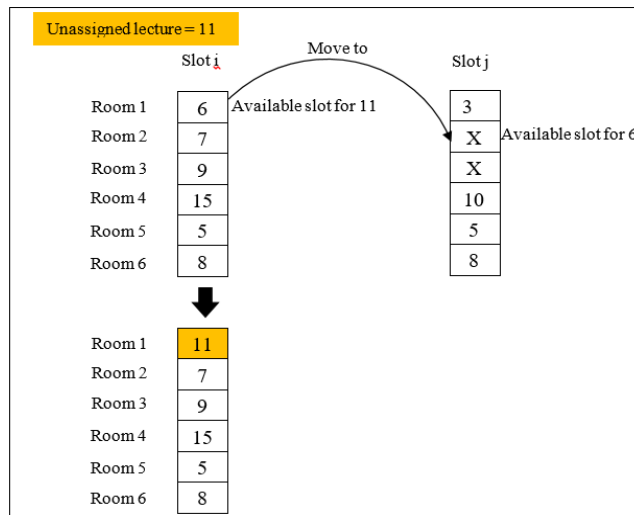 Unassigned lecture = 11
Slot i
Move to
Slot j
Room 1 6 Available slot for 11 3
Room 2 7 X Available slot for 6
Room 3 9 X
Room 4 15 10
Room 5 5 5
Room 6 8 8
Room 1 11
Room 2 7
Room 3 9
Room 4 15
Room 5 5
Room 6 8